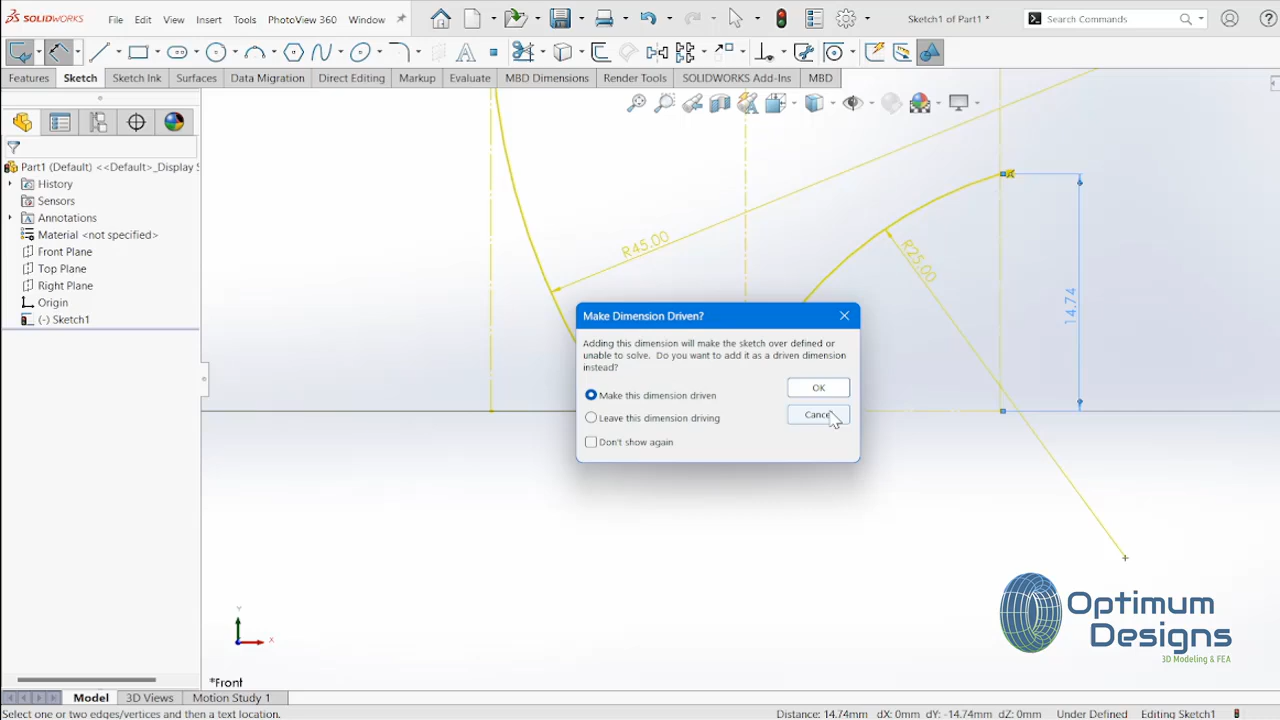 SOLIDWORKS
File
Edit
View
Insert
Tools
PhotoView 360
Window
Sketch1 of Part1 *
Search Commands
Features
Sketch
Sketch Ink
Surfaces
Data Migration
Direct Editing
Markup
Evaluate
MBD Dimensions
Render Tools
SOLIDWORKS Add-Ins
MBD
Part1 (Default) <<Default>_Display S
History
Sensors
Annotations
Material <not specified>
Front Plane
Top Plane
Right Plane
Origin
(-) Sketch1
R45.00
R25.00
14.74
Make Dimension Driven?
Adding this dimension will make the sketch over defined or
unable to solve. Do you want to add it as a driven dimension
instead?
Make this dimension driven
Leave this dimension driving
Don't show again
OK
Cancel
Y
X
*Front
Optimum
Designs
3D Modeling & FEA
Model
3D Views
Motion Study 1
Select one or two edges/vertices and then a text location.
Distance: 14.74mm
dX: 0mm
dY: -14.74mm
dZ: 0mm
Under Defined
Editing Sketch1